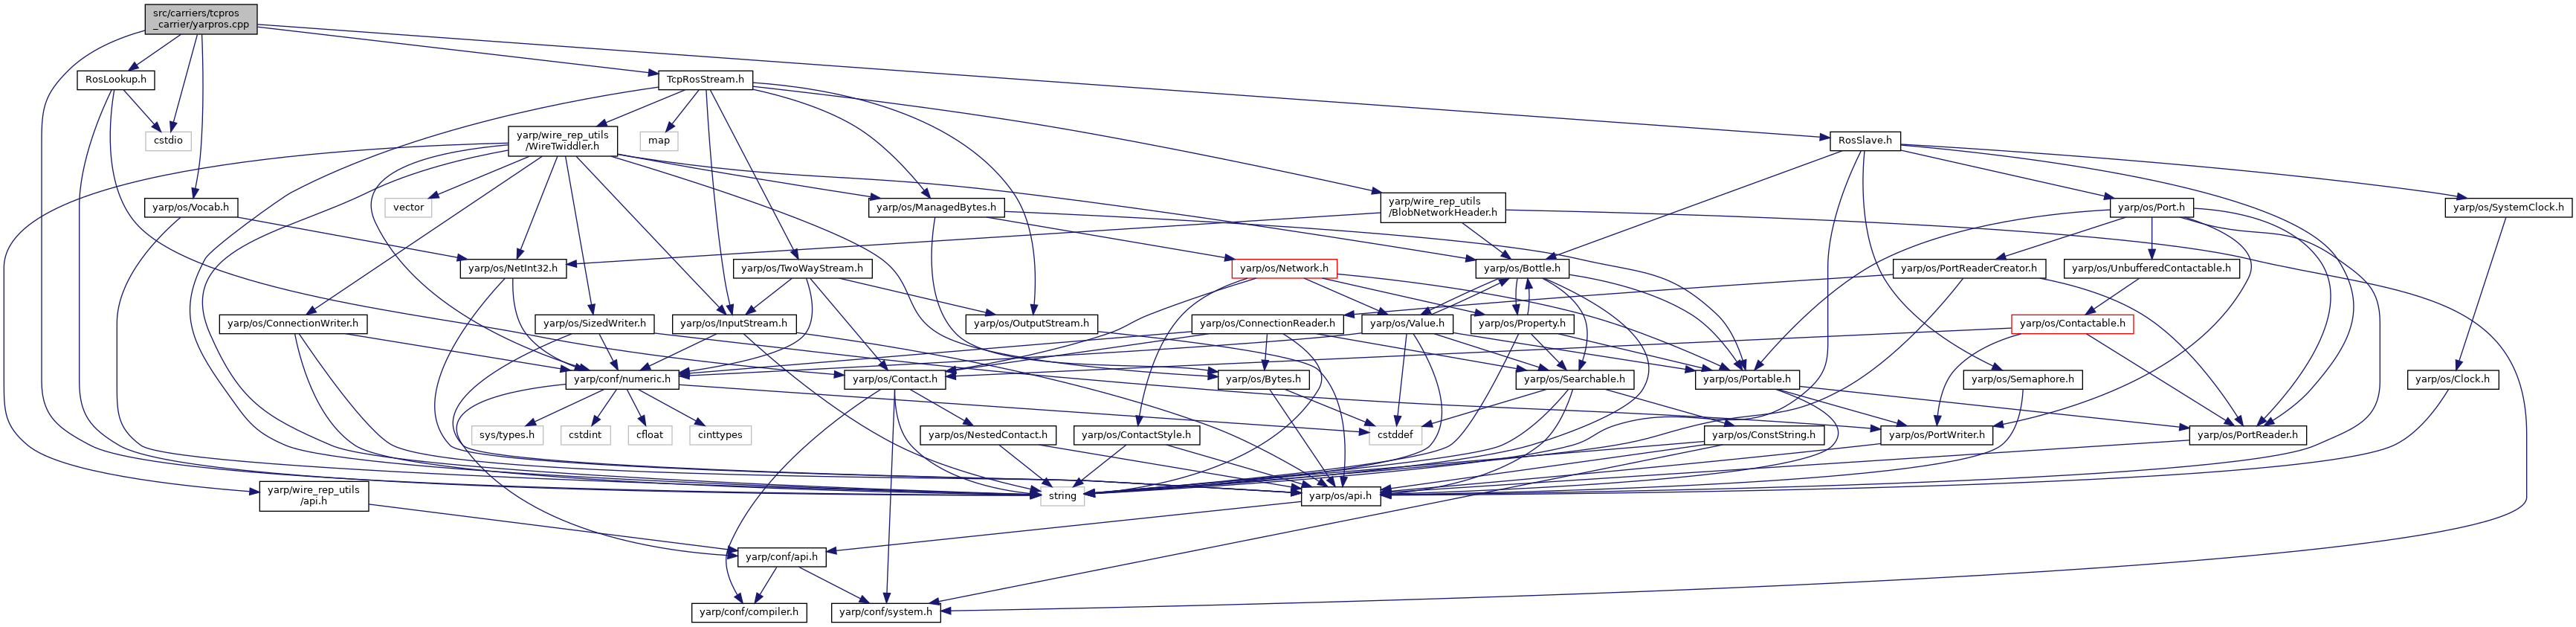 src/carriers/tcpros
_carrier/yarpros.cpp
RosLookup.h
TcpRosStream.h
cstdio
yarp/wire_rep_utils
/WireTwiddler.h
map
RosSlave.h
yarp/os/Vocab.h
vector
yarp/os/ManagedBytes.h
yarp/wire_rep_utils
/BlobNetworkHeader.h
yarp/os/Port.h
yarp/os/SystemClock.h
yarp/os/NetInt32.h
yarp/os/TwoWayStream.h
yarp/os/Network.h
yarp/os/Bottle.h
yarp/os/PortReaderCreator.h
yarp/os/UnbufferedContactable.h
yarp/os/ConnectionWriter.h
yarp/os/SizedWriter.h
yarp/os/InputStream.h
yarp/os/OutputStream.h
yarp/os/ConnectionReader.h
yarp/os/Value.h
yarp/os/Property.h
yarp/os/Contactable.h
yarp/conf/numeric.h
yarp/os/Contact.h
yarp/os/Bytes.h
yarp/os/Searchable.h
yarp/os/Portable.h
yarp/os/Semaphore.h
yarp/os/Clock.h
sys/types.h
cstdint
cfloat
cinttypes
yarp/os/NestedContact.h
yarp/os/ContactStyle.h
cstddef
yarp/os/ConstString.h
yarp/os/PortWriter.h
yarp/os/PortReader.h
yarp/wire_rep_utils
/api.h
string
yarp/os/api.h
yarp/conf/api.h
yarp/conf/compiler.h
yarp/conf/system.h